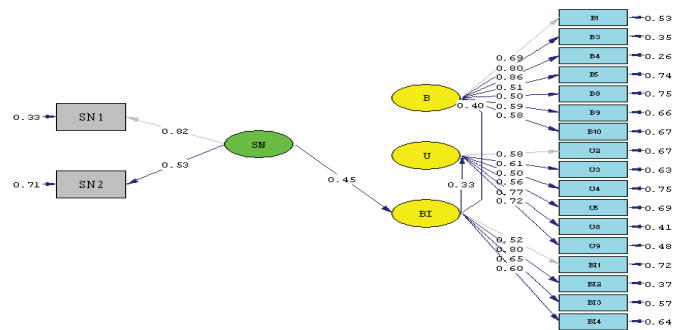 B1 0.53
B3 0.35
0.69 B4 0.26
0.80
0.86 B5 0.74
0.51
B 0.50 B8 0.75
0.40 0.59 B9 0.66
0.33 SN1 0.58 B10 0.67
0.82
SN U 0.58 U2 0.67
0.61 U3 0.63
0.53 0.50 U4 0.75
0.71 SN2 0.45 0.33 0.56
0.77 U5 0.69
0.72
BI U8 0.41
U9 0.48
0.52 BI1 0.72
0.80
0.65 BI2 0.37
0.60
BI3 0.57
BI4 0.64